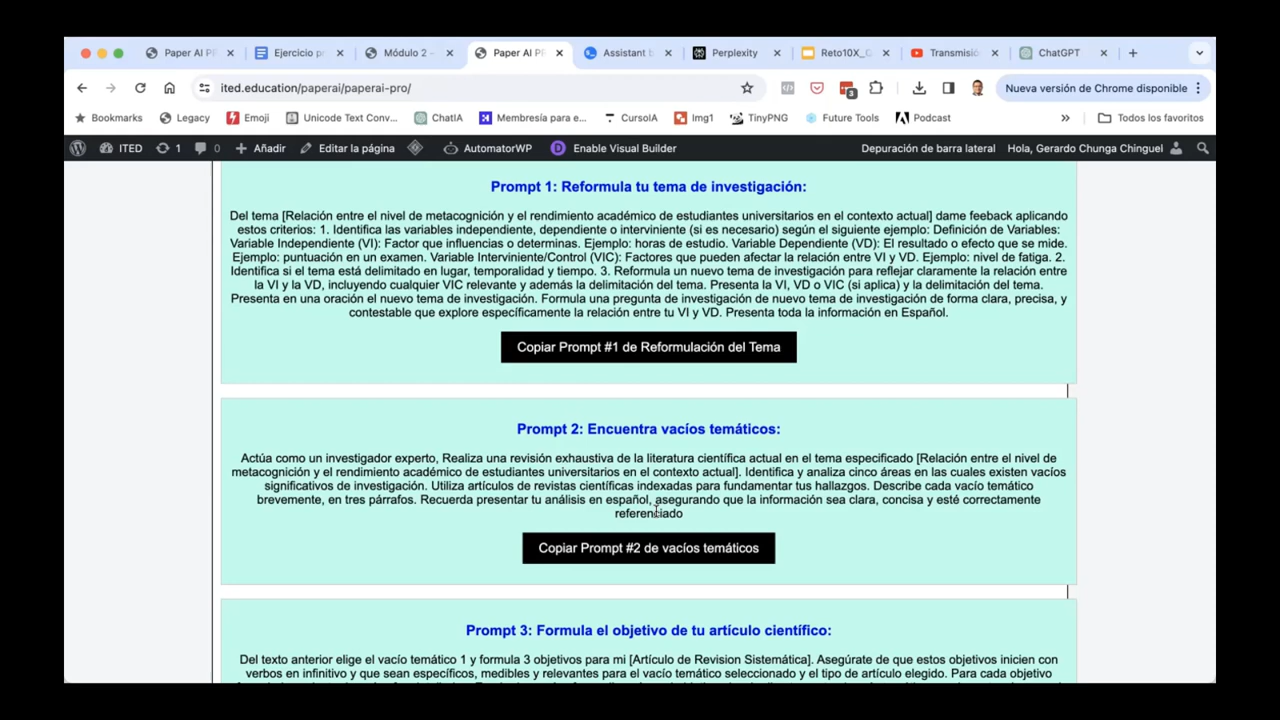 Paper AI PR
Ejercicio pr
Módulo 2 –
Paper AI PR
Assistant b
Perplexity
Reto10X_C
Transmisió
ChatGPT
ited.education/paperai/paperai-pro/
3
Nueva versión de Chrome disponible
Bookmarks
Legacy
Emoji
Unicode Text Conv...
ChatIA
Membresía para e...
CursoIA
Img1
TinyPNG
Future Tools
Podcast
»
Todos los favoritos
ITED
1
0
Añadir
Editar la página
AutomatorWP
D
Enable Visual Builder
Depuración de barra lateral
Hola, Gerardo Chunga Chinguel
Prompt 1: Reformula tu tema de investigación:
Del tema [Relación entre el nivel de metacognición y el rendimiento académico de estudiantes universitarios en el contexto actual] dame feeback aplicando
estos criterios: 1. Identifica las variables independiente, dependiente o interviniente (si es necesario) según el siguiente ejemplo: Definición de Variables:
Variable Independiente (VI): Factor que influencias o determinas. Ejemplo: horas de estudio. Variable Dependiente (VD): El resultado o efecto que se mide.
Ejemplo: puntuación en un examen. Variable Interviniente/Control (VIC): Factores que pueden afectar la relación entre VI y VD. Ejemplo: nivel de fatiga. 2.
Identifica si el tema está delimitado en lugar, temporalidad y tiempo. 3. Reformula un nuevo tema de investigación para reflejar claramente la relación entre
la VI y la VD, incluyendo cualquier VIC relevante y además la delimitación del tema. Presenta la VI, VD o VIC (si aplica) y la delimitación del tema.
Presenta en una oración el nuevo tema de investigación. Formula una pregunta de investigación de nuevo tema de investigación de forma clara, precisa, y
contestable que explore específicamente la relación entre tu VI y VD. Presenta toda la información en Español.
Copiar Prompt #1 de Reformulación del Tema
Prompt 2: Encuentra vacíos temáticos:
Actúa como un investigador experto, Realiza una revisión exhaustiva de la literatura científica actual en el tema especificado [Relación entre el nivel de
metacognición y el rendimiento académico de estudiantes universitarios en el contexto actual]. Identifica y analiza cinco áreas en las cuales existen vacíos
significativos de investigación. Utiliza artículos de revistas científicas indexadas para fundamentar tus hallazgos. Describe cada vacío temático
brevemente, en tres párrafos. Recuerda presentar tu análisis en español, asegurando que la información sea clara, concisa y esté correctamente
referenciado
Copiar Prompt #2 de vacíos temáticos
Prompt 3: Formula el objetivo de tu artículo científico:
Del texto anterior elige el vacío temático 1 y formula 3 objetivos para mi [Artículo de Revision Sistemática]. Asegúrate de que estos objetivos inicien con
verbos en infinitivo y que sean específicos, medibles y relevantes para el vacío temático seleccionado y el tipo de artículo elegido. Para cada objetivo